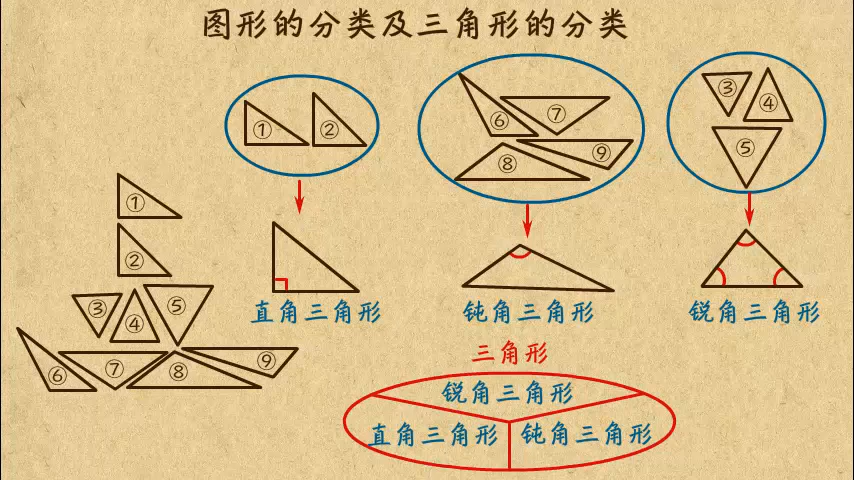 图形的分类及三角形的分类
① ②
⑥ ⑦ ⑧ ⑨
③ ④ ⑤
①
②
③ ④ ⑤
⑥ ⑦ ⑧ ⑨
直角三角形 钝角三角形 锐角三角形
三角形
锐角三角形
直角三角形 钝角三角形